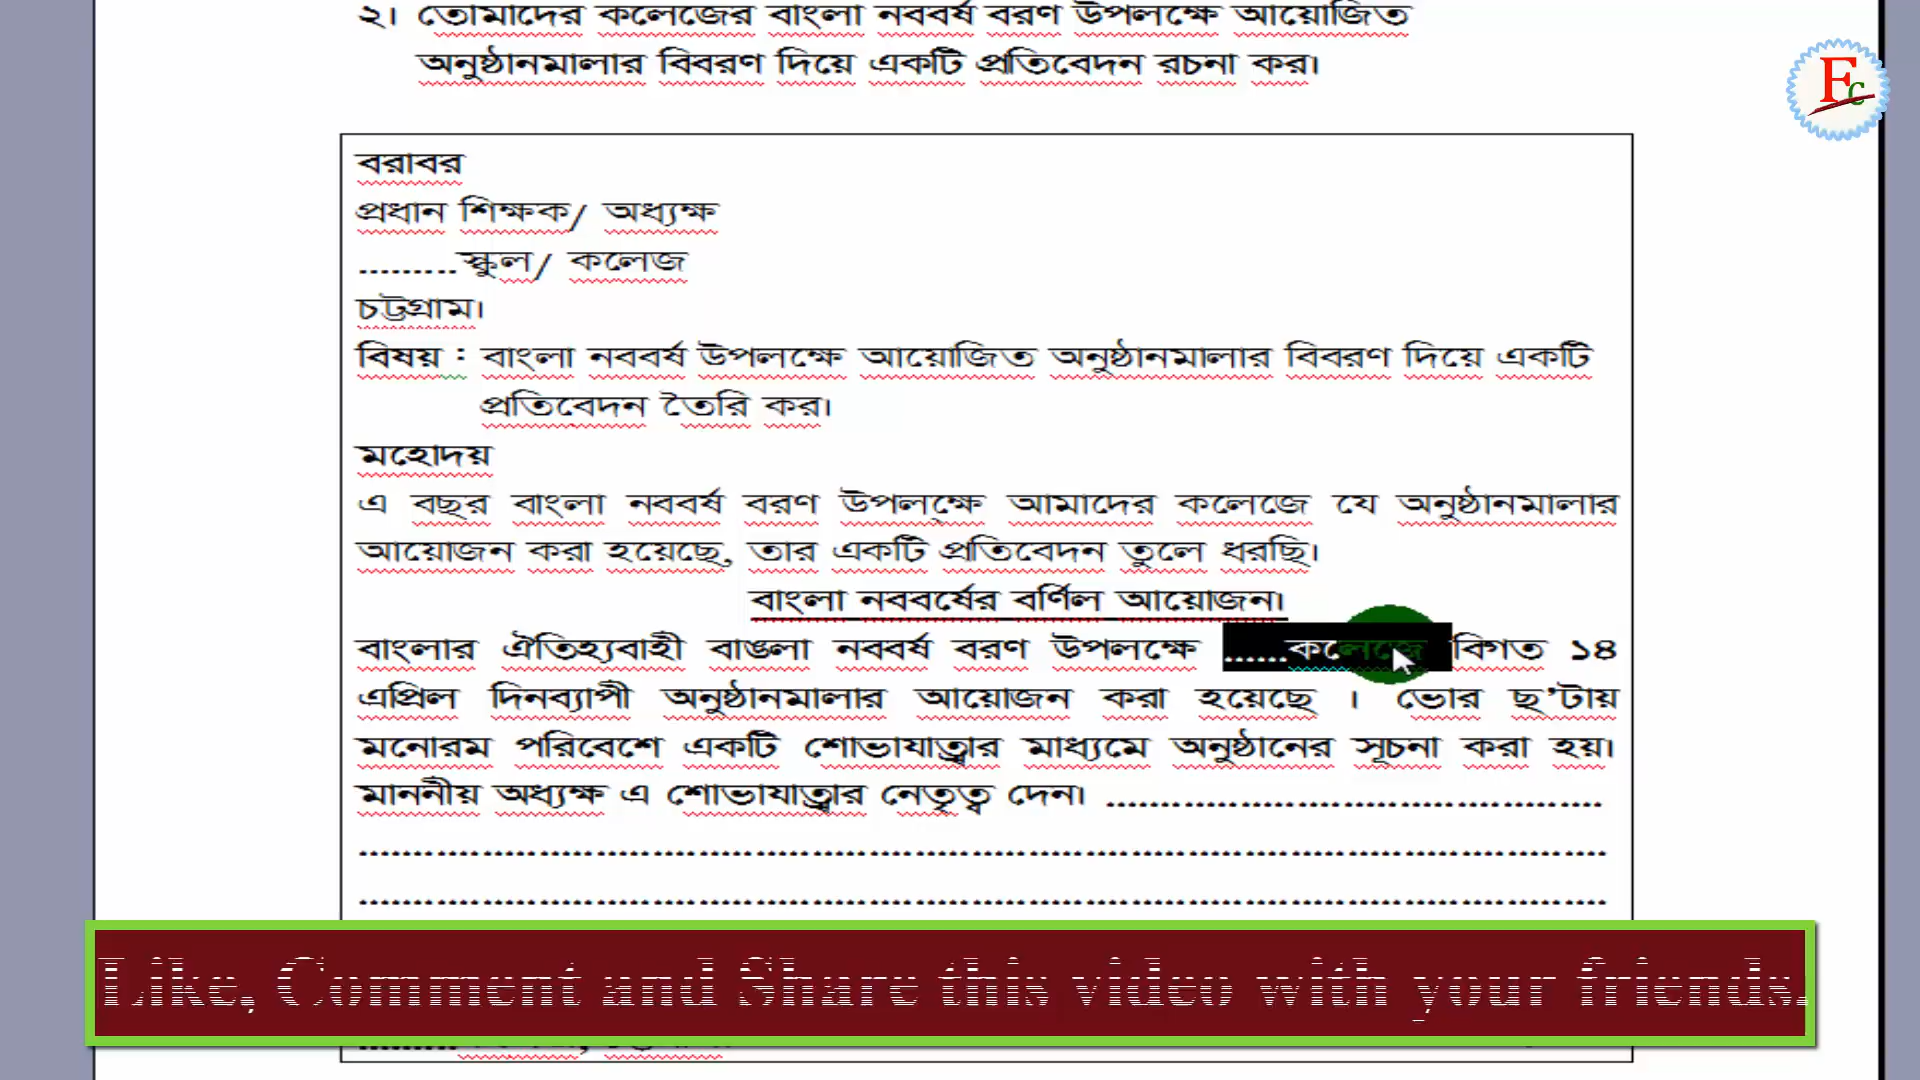 ২। তোমাদের কলেজের বাংলা নববর্ষ বরণ উপলক্ষে আয়োজিত
অনুষ্ঠানমালার বিবরণ দিয়ে একটি প্রতিবেদন রচনা কর।
Fc
বরাবর
প্রধান শিক্ষক/ অধ্যক্ষ
.........স্কুল/ কলেজ
চট্টগ্রাম।
বিষয় : বাংলা নববর্ষ উপলক্ষে আয়োজিত অনুষ্ঠানমালার বিবরণ দিয়ে একটি
প্রতিবেদন তৈরি কর।
মহোদয়
এ বছর বাংলা নববর্ষ বরণ উপলক্ষে আমাদের কলেজে যে অনুষ্ঠানমালার
আয়োজন করা হয়েছে, তার একটি প্রতিবেদন তুলে ধরছি।
বাংলা নববর্ষের বর্ণিল আয়োজন।
বাংলার ঐতিহ্যবাহী বাঙলা নববর্ষ বরণ উপলক্ষে ......কলেজে বিগত ১৪
এপ্রিল দিনব্যাপী অনুষ্ঠানমালার আয়োজন করা হয়েছে । ভোর ছ’টায়
মনোরম পরিবেশে একটি শোভাযাত্রার মাধ্যমে অনুষ্ঠানের সূচনা করা হয়।
মাননীয় অধ্যক্ষ এ শোভাযাত্রার নেতৃত্ব দেন। ..........................................
................................................................................................
................................................................................................
Like, Comment and Share this video with your friends.